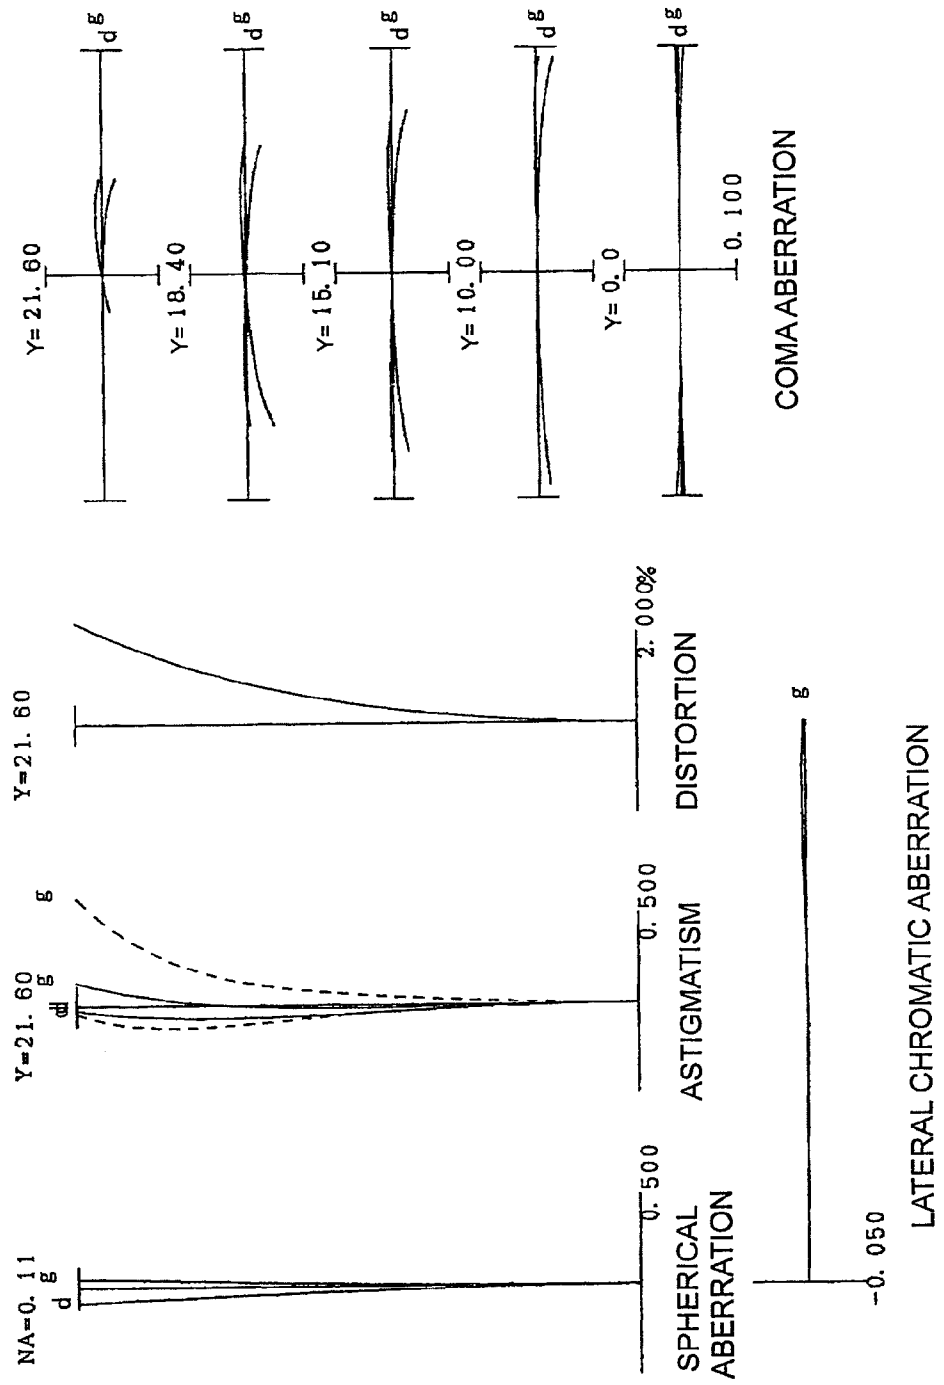 NA=0. 11
d
g
0. 500
SPHERICAL
ABERRATION
Y=21. 60
d
d
g
g
0. 500
ASTIGMATISM
Y=21. 60
2. 000%
DISTORTION
Y=21. 60
d g
Y=18. 40
d g
Y=15. 10
d g
Y=10. 00
d g
Y=0. 0
d g
0. 100
COMA ABERRATION
g
-0. 050
LATERAL CHROMATIC ABERRATION